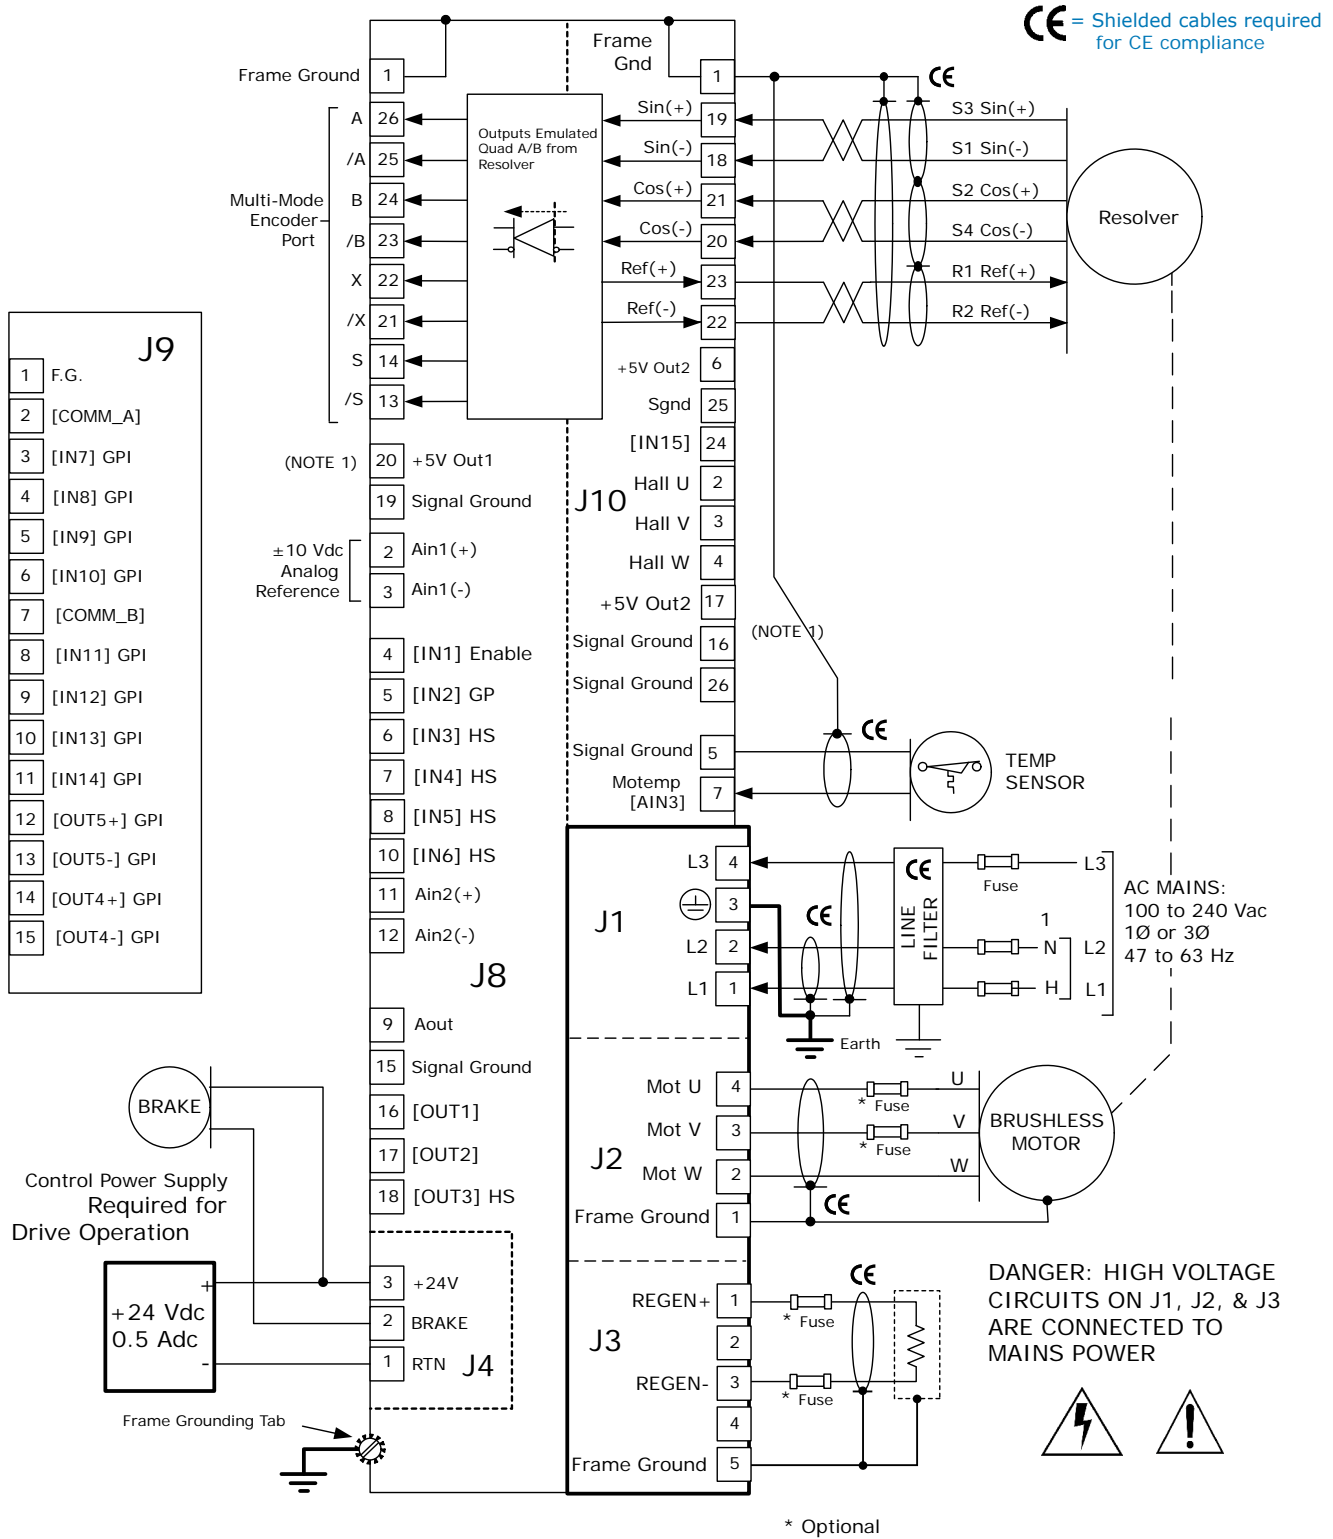 CE = Shielded cables required
for CE compliance
Frame Ground 1
Frame
Gnd 1
CE
Multi-Mode
Encoder
Port
A 26
/A 25
B 24
/B 23
X 22
/X 21
S 14
/S 13
Outputs Emulated
Quad A/B from
Resolver
Sin(+) 19 S3 Sin(+)
Sin(-) 18 S1 Sin(-)
Cos(+) 21 S2 Cos(+)
Cos(-) 20 S4 Cos(-)
Ref(+) 23 R1 Ref(+)
Ref(-) 22 R2 Ref(-)
Resolver
+5V Out2 6
Sgnd 25
[IN15] 24
Hall U 2
Hall V 3
Hall W 4
+5V Out2 17
Signal Ground 16
(NOTE 1)
Signal Ground 26
Signal Ground 5
Motemp
[AIN3] 7
J10
CE
TEMP
SENSOR
J9
1 F.G.
2 [COMM_A]
3 [IN7] GPI
4 [IN8] GPI
5 [IN9] GPI
6 [IN10] GPI
7 [COMM_B]
8 [IN11] GPI
9 [IN12] GPI
10 [IN13] GPI
11 [IN14] GPI
12 [OUT5+] GPI
13 [OUT5-] GPI
14 [OUT4+] GPI
15 [OUT4-] GPI
(NOTE 1) 20 +5V Out1
19 Signal Ground
±10 Vdc
Analog
Reference
2 Ain1(+)
3 Ain1(-)
4 [IN1] Enable
5 [IN2] GP
6 [IN3] HS
7 [IN4] HS
8 [IN5] HS
10 [IN6] HS
11 Ain2(+)
12 Ain2(-)
J8
9 Aout
15 Signal Ground
16 [OUT1]
17 [OUT2]
18 [OUT3] HS
J1
L3 4
3
L2 2
L1 1
CE
CE
LINE
FILTER
Fuse
L3
1
N L2
H L1
AC MAINS:
100 to 240 Vac
1Ø or 3Ø
47 to 63 Hz
Earth
J2
Mot U 4
* Fuse
U
Mot V 3
* Fuse
V
Mot W 2
W
Frame Ground 1
CE
BRUSHLESS
MOTOR
BRAKE
Control Power Supply
Required for
Drive Operation
+
+24 Vdc
0.5 Adc
-
3 +24V
2 BRAKE
1 RTN
J4
Frame Grounding Tab
J3
CE
REGEN+ 1
* Fuse
2
REGEN- 3
* Fuse
4
Frame Ground 5
DANGER: HIGH VOLTAGE
CIRCUITS ON J1, J2, & J3
ARE CONNECTED TO
MAINS POWER
* Optional